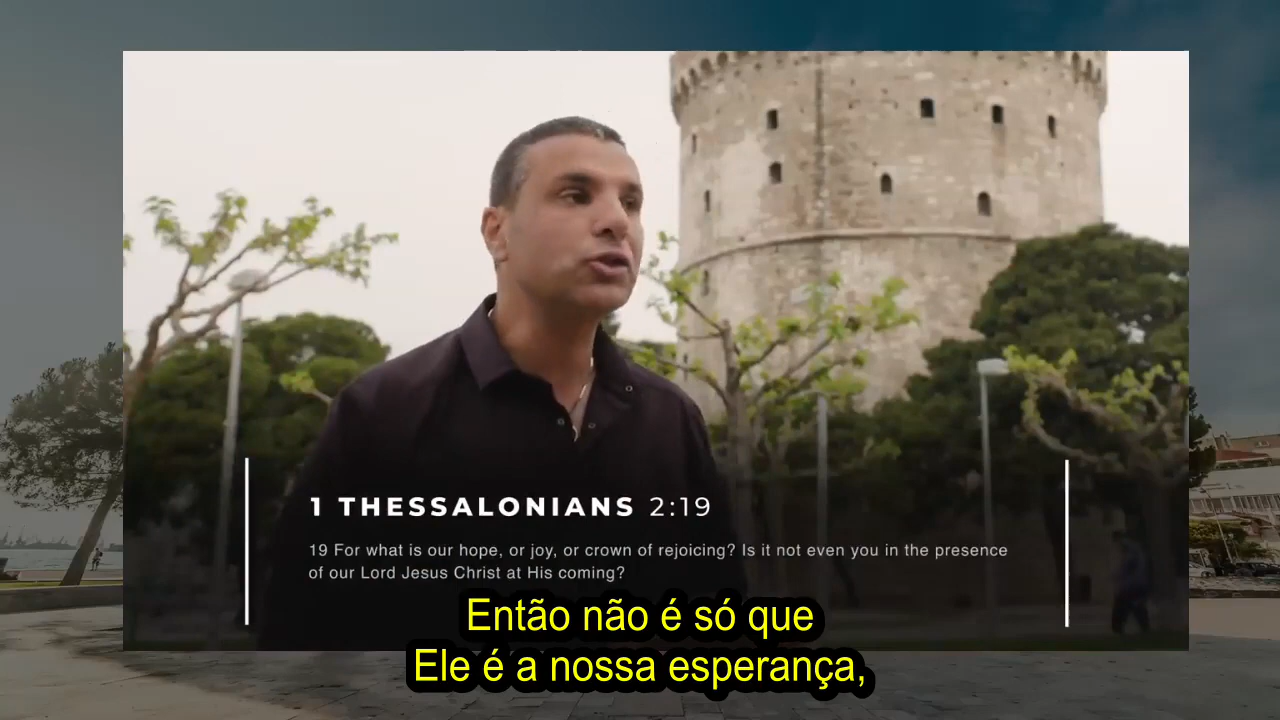 1 THESSALONIANS 2:19
19 For what is our hope, or joy, or crown of rejoicing? Is it not even you in the presence
of our Lord Jesus Christ at His coming?
Então não é só que
Ele é a nossa esperança,